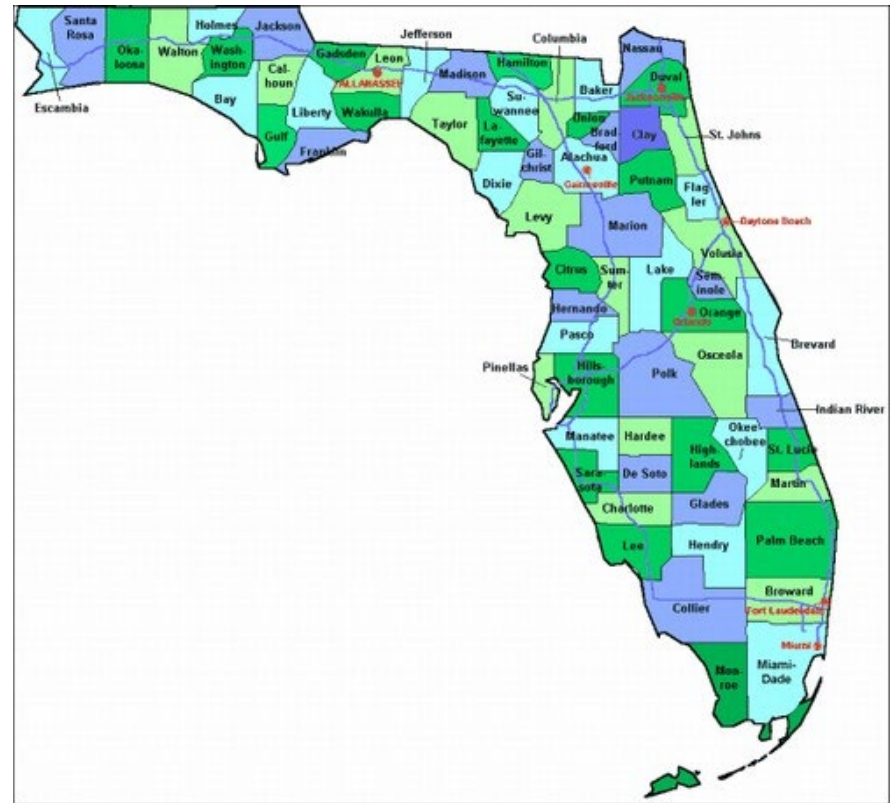 Santa
Rosa
Holmes
Jackson
Jefferson
Columbia
Nassau
Oka-
loosa
Walton
Wash-
ington
Gadsden
Leon
Hamilton
Madison
Duval
Jacksonville
Escambia
Bay
Cal-
houn
Liberty
Wakulla
Gulf
Franklin
Taylor
Su-
wannee
La-
fayette
Baker
Union
Brad-
ford
Clay
St. Johns
Gil-
christ
Alachua
Gainesville
Putnam
Flag
ler
Dixie
Levy
Marion
Daytona Beach
Volusia
Citrus
Sum-
ter
Lake
Sem-
inole
Orange
Orlando
Hernando
Pasco
Pinellas
Hills-
borough
Polk
Osceola
Brevard
Indian River
Manatee
Hardee
High-
lands
Okee-
chobee
St. Lucie
Sara-
sota
De Soto
Martin
Charlotte
Glades
Lee
Hendry
Palm Beach
Collier
Broward
Fort Lauderdale
Miami
Miami-
Dade
Mon-
roe